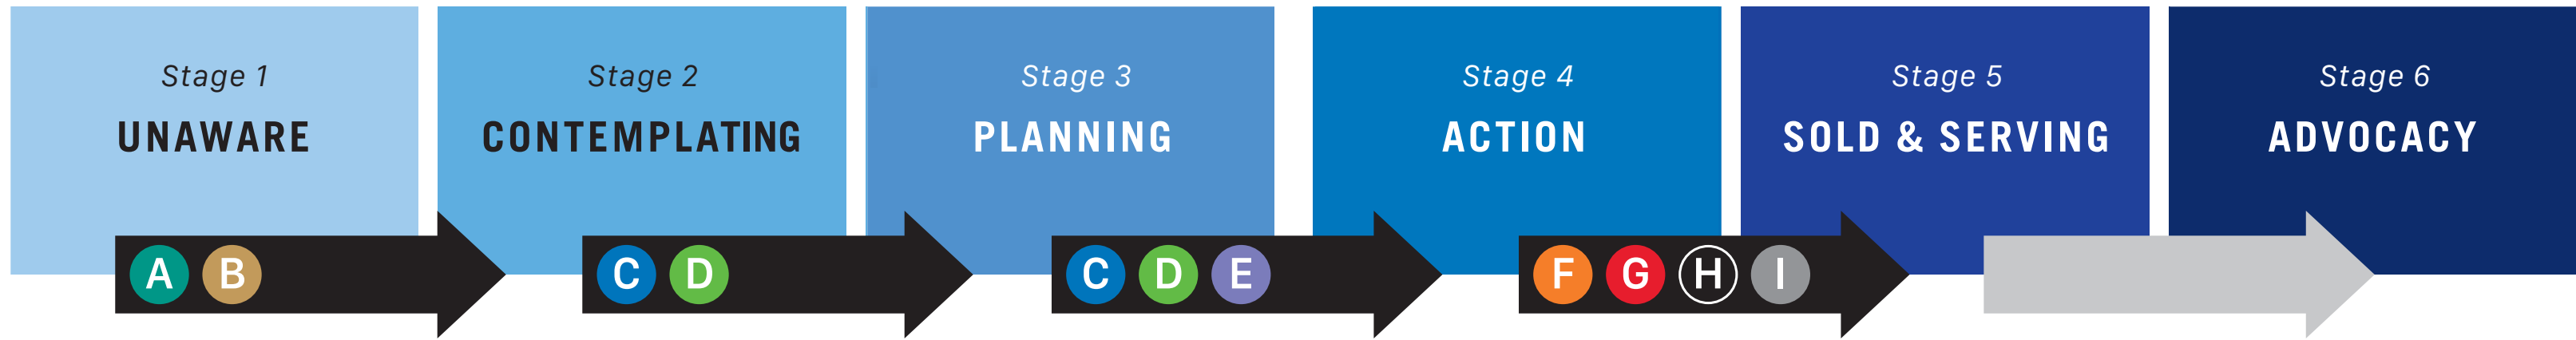 Stage 1
UNAWARE
Stage 2
CONTEMPLATING
Stage 3
PLANNING
Stage 4
ACTION
Stage 5
SOLD & SERVING
Stage 6
ADVOCACY
A B
C D
C D E
F G H I